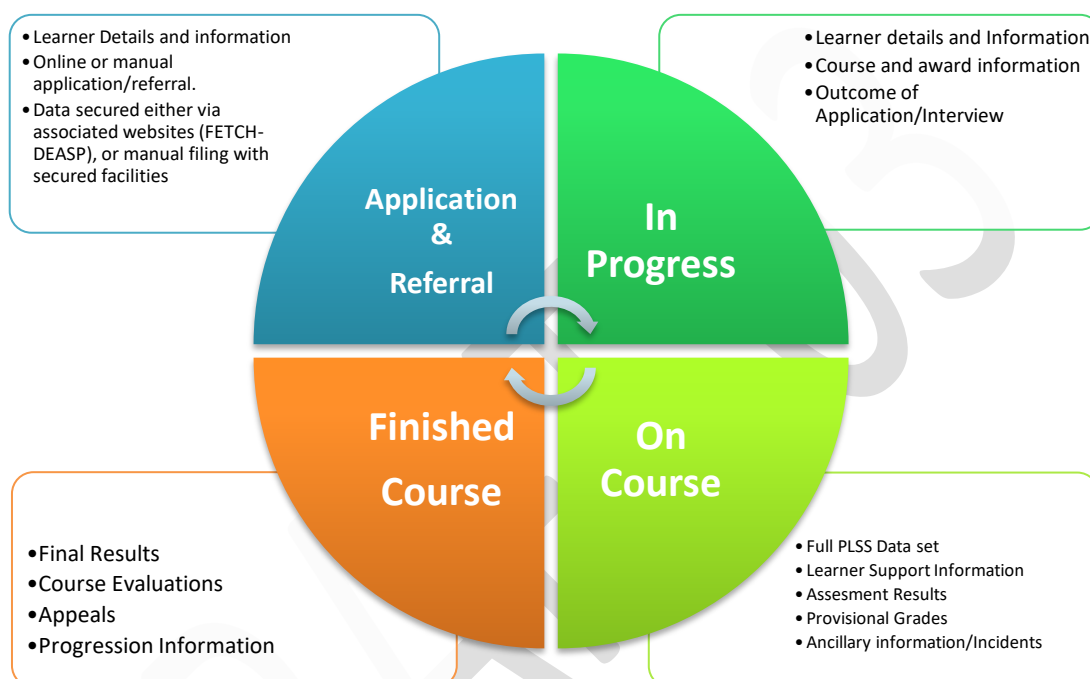 •Learner Details and information
•Online or manual
application/referral.
•Data secured either via
associated websites (FETCH-
DEASP), or manual filing with
secured facilities
•Learner details and Information
•Course and award information
•Outcome of
Application/Interview
Application
&
Referral
In
Progress
Finished
Course
On
Course
•Final Results
•Course Evaluations
•Appeals
•Progression Information
•Full PLSS Data set
•Learner Support Information
•Assesment Results
•Provisional Grades
•Ancillary information/Incidents